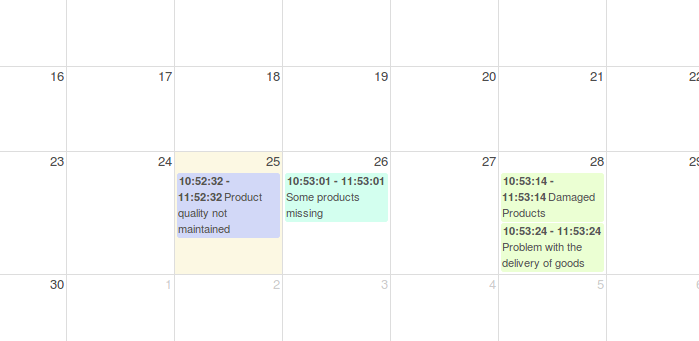 16 17 18 19 20 21 22
23 24 25 26 27 28 29
10:52:32 -
11:52:32 Product
quality not
maintained
10:53:01 - 11:53:01
Some products
missing
10:53:14 -
11:53:14 Damaged
Products
10:53:24 - 11:53:24
Problem with the
delivery of goods
30 1 2 3 4 5 6